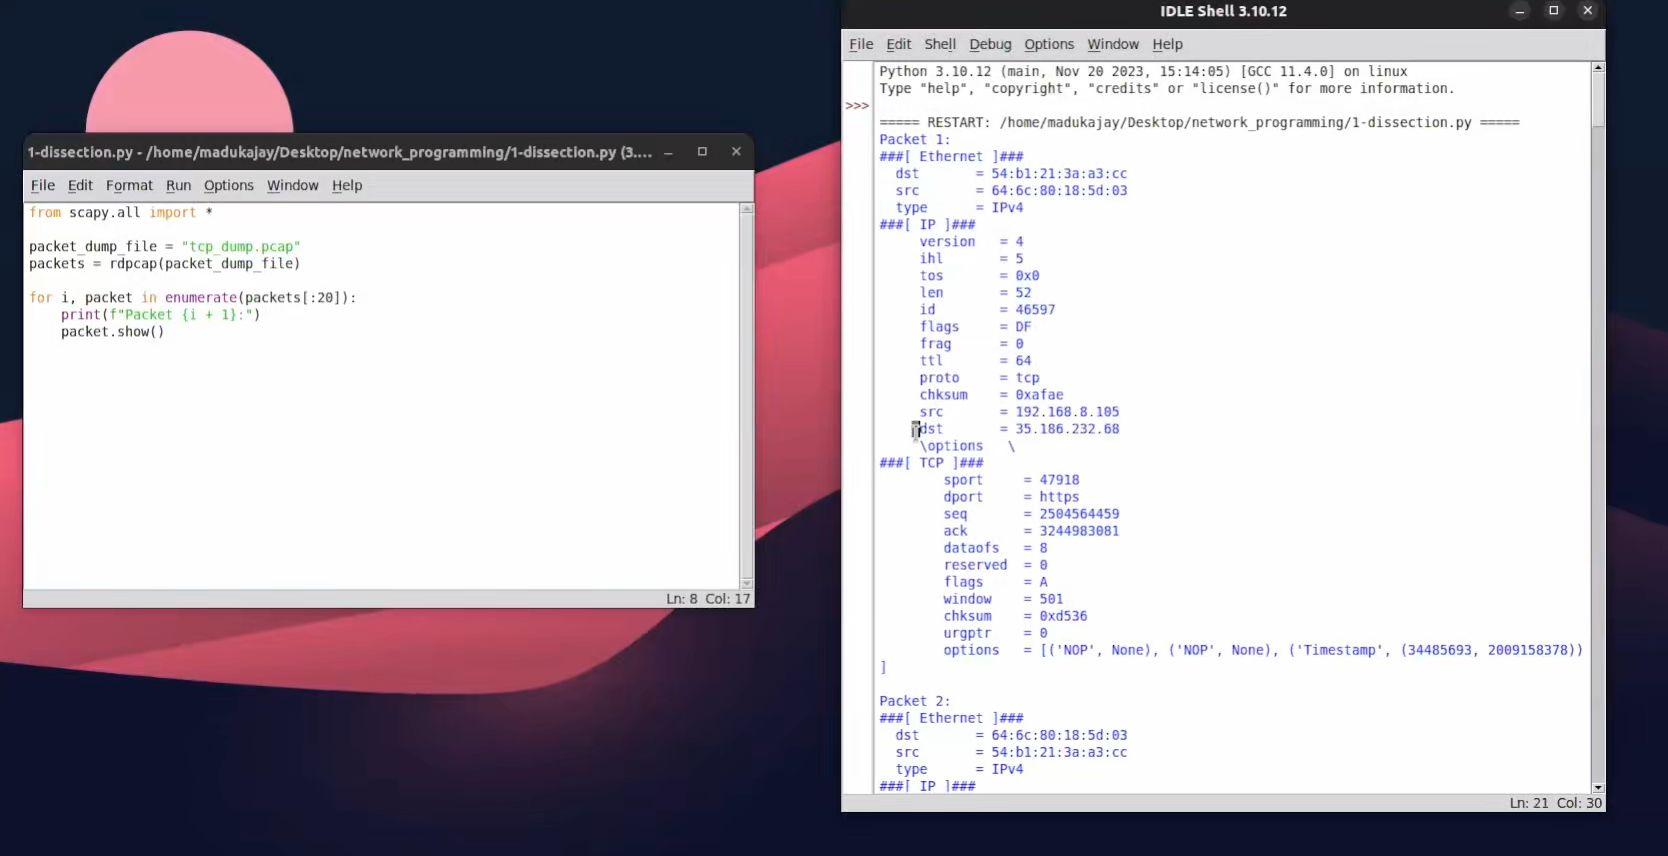 1-dissection.py - /home/madukajay/Desktop/network_programming/1-dissection.py (3....
File Edit Format Run Options Window Help
from scapy.all import *
packet_dump_file = "tcp_dump.pcap"
packets = rdpcap(packet_dump_file)
for i, packet in enumerate(packets[:20]):
    print(f"Packet {i + 1}:")
    packet.show()
Ln: 8 Col: 17
IDLE Shell 3.10.12
File Edit Shell Debug Options Window Help
Python 3.10.12 (main, Nov 20 2023, 15:14:05) [GCC 11.4.0] on linux
Type "help", "copyright", "credits" or "license()" for more information.
>>>
===== RESTART: /home/madukajay/Desktop/network_programming/1-dissection.py =====
Packet 1:
###[ Ethernet ]###
  dst       = 54:b1:21:3a:a3:cc
  src       = 64:6c:80:18:5d:03
  type      = IPv4
###[ IP ]###
     version   = 4
     ihl       = 5
     tos       = 0x0
     len       = 52
     id        = 46597
     flags     = DF
     frag      = 0
     ttl       = 64
     proto     = tcp
     chksum    = 0xafae
     src       = 192.168.8.105
     dst       = 35.186.232.68
     \options   \
###[ TCP ]###
        sport     = 47918
        dport     = https
        seq       = 2504564459
        ack       = 3244983081
        dataofs   = 8
        reserved  = 0
        flags     = A
        window    = 501
        chksum    = 0xd536
        urgptr    = 0
        options   = [('NOP', None), ('NOP', None), ('Timestamp', (34485693, 2009158378))
]
Packet 2:
###[ Ethernet ]###
  dst       = 64:6c:80:18:5d:03
  src       = 54:b1:21:3a:a3:cc
  type      = IPv4
###[ IP ]###
Ln: 21 Col: 30